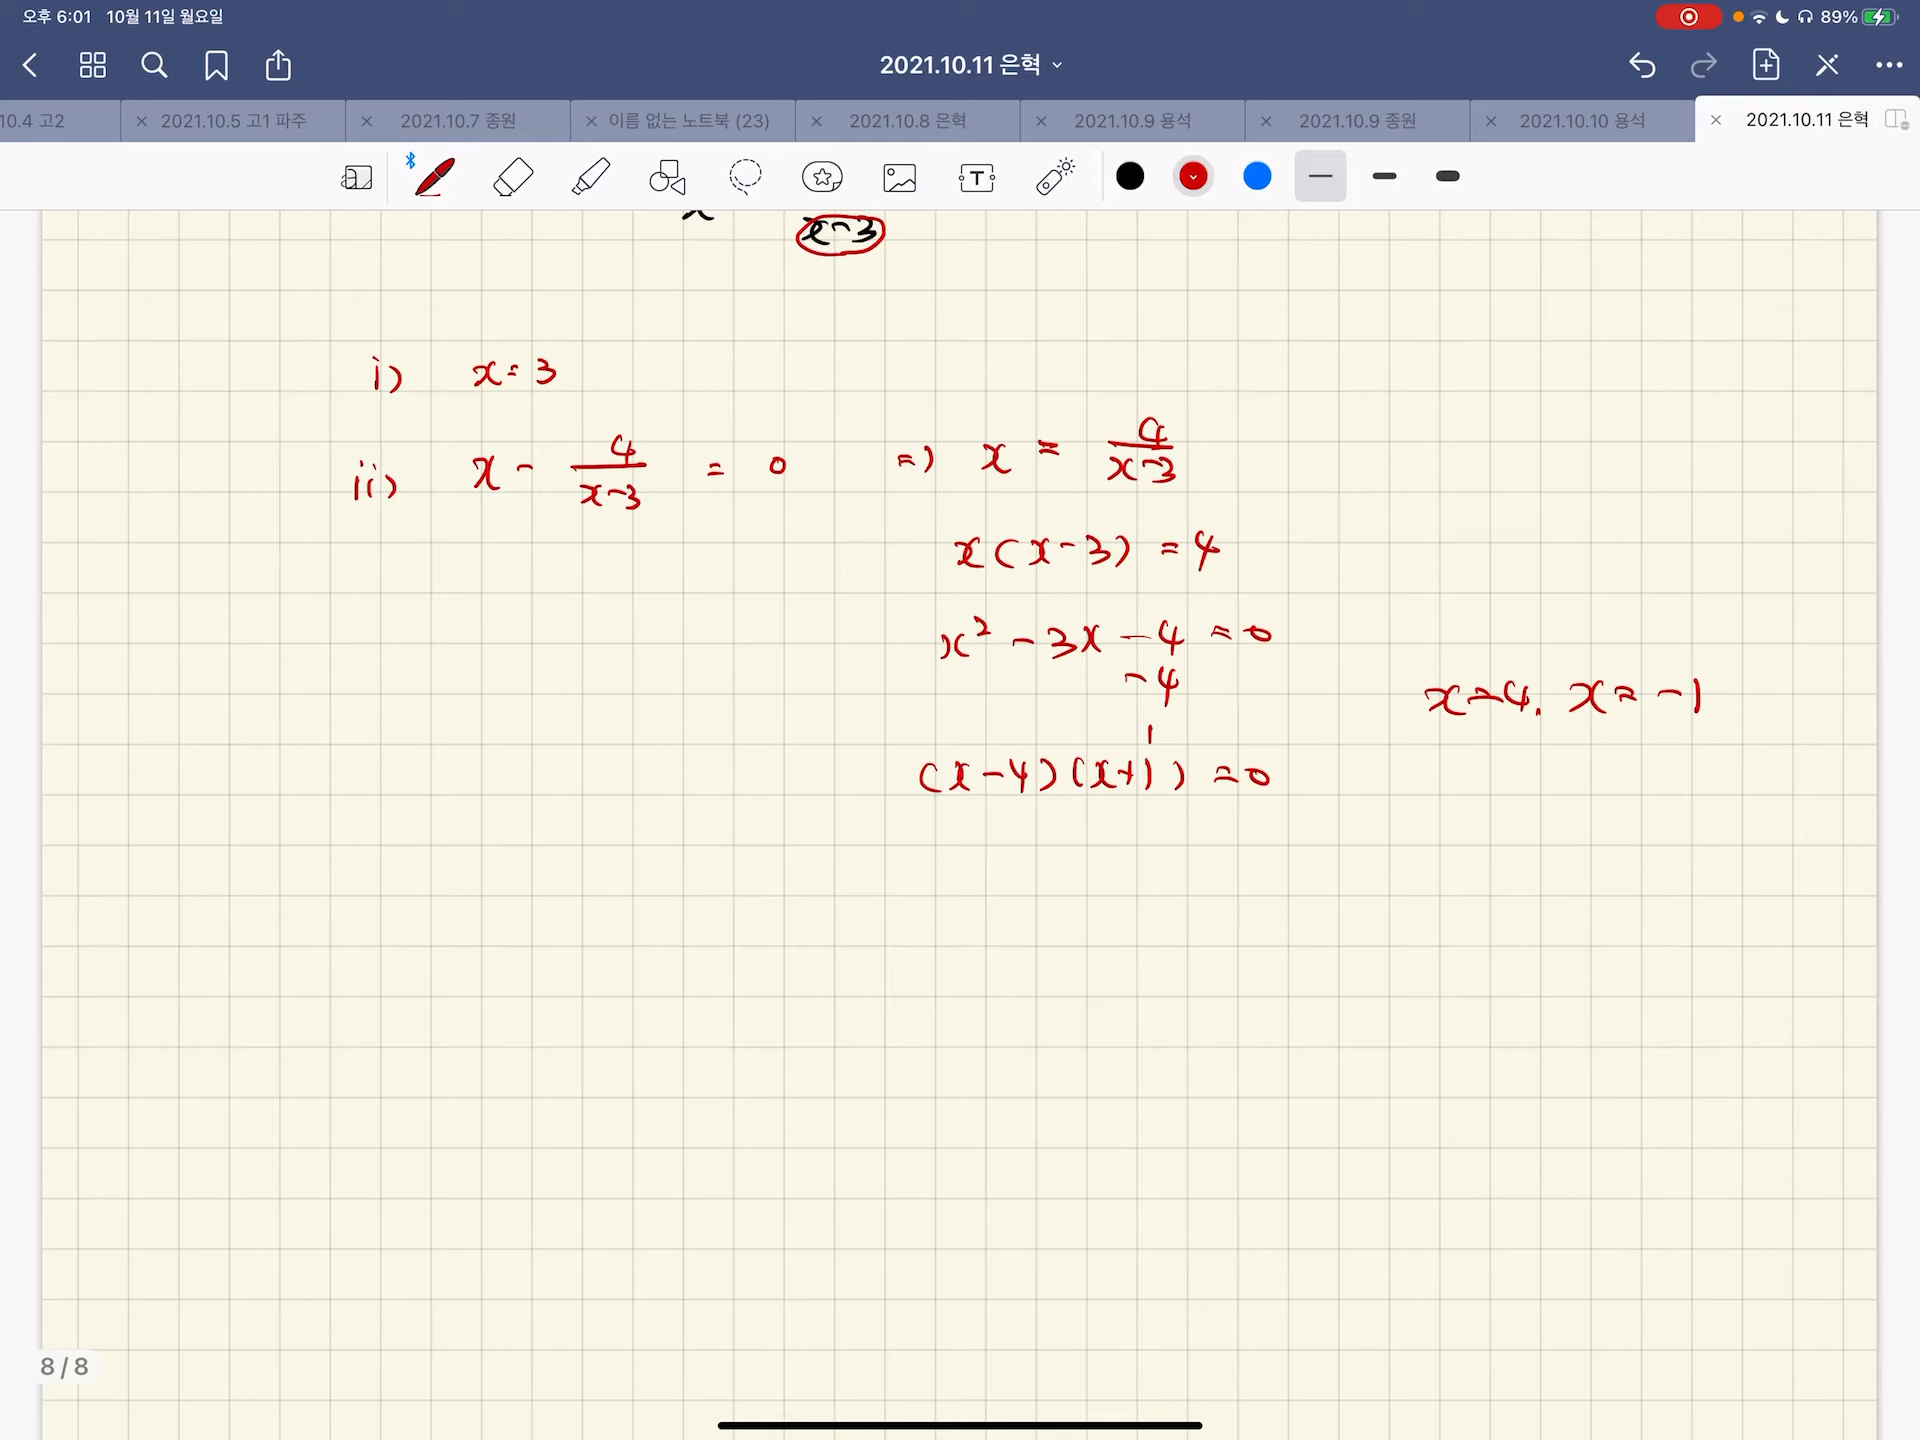 오후 6:01 10월 11일 월요일 89%
2021.10.11 은혁
10.4 고2 2021.10.5 고1 파주 2021.10.7 종원 이름 없는 노트북 (23) 2021.10.8 은혁 2021.10.9 용석 2021.10.9 종원 2021.10.10 용석 2021.10.11 은혁
x-3
i) x = 3
ii) x - 4/(x-3) = 0 => x = 4/(x-3)
x(x-3) = 4
x² - 3x - 4 = 0
-4
x=4. x = -1
1
(x-4)(x+1) = 0
8 / 8